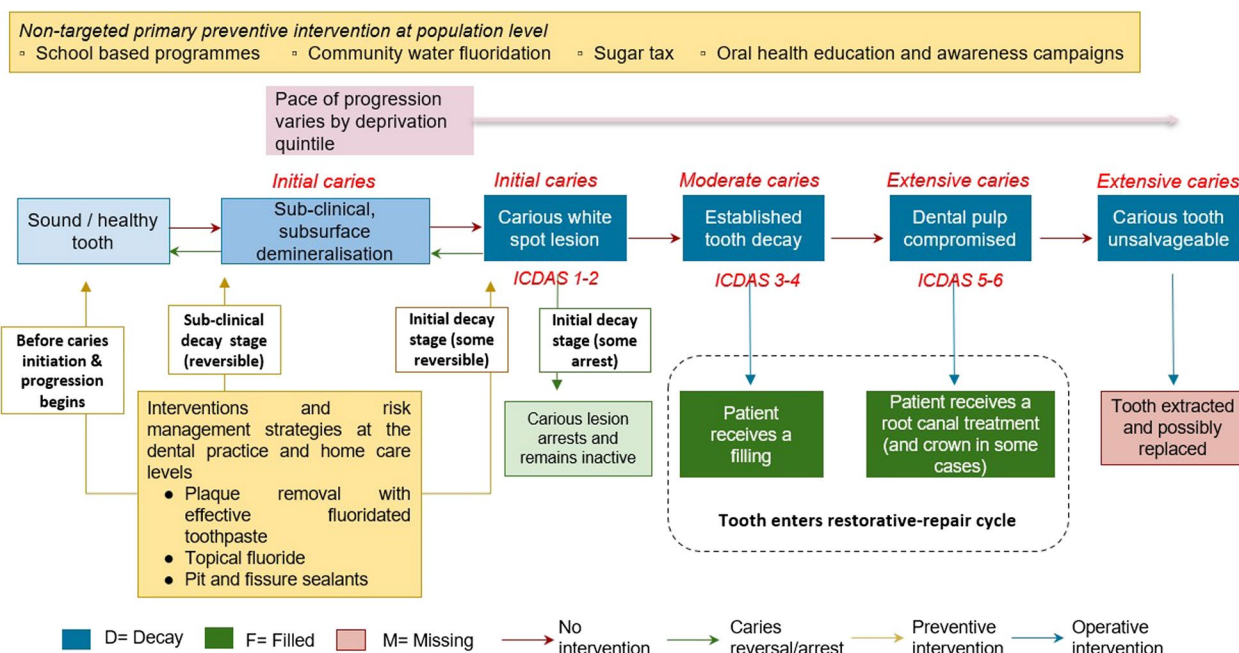 Non-targeted primary preventive intervention at population level
▫ School based programmes ▫ Community water fluoridation ▫ Sugar tax ▫ Oral health education and awareness campaigns
Pace of progression
varies by deprivation
quintile
Initial caries
Initial caries
Moderate caries
Extensive caries
Extensive caries
Sound / healthy
tooth
Sub-clinical,
subsurface
demineralisation
Carious white
spot lesion
Established
tooth decay
Dental pulp
compromised
Carious tooth
unsalvageable
ICDAS 1-2
ICDAS 3-4
ICDAS 5-6
Before caries
initiation &
progression
begins
Sub-clinical
decay stage
(reversible)
Initial decay
stage (some
reversible)
Initial decay
stage (some
arrest)
Interventions and risk
management strategies at the
dental practice and home care
levels
● Plaque removal with
effective fluoridated
toothpaste
● Topical fluoride
● Pit and fissure sealants
Carious lesion
arrests and
remains inactive
Patient
receives a
filling
Patient receives a
root canal treatment
(and crown in some
cases)
Tooth extracted
and possibly
replaced
Tooth enters restorative-repair cycle
D= Decay
F= Filled
M= Missing
No
intervention
Caries
reversal/arrest
Preventive
intervention
Operative
intervention